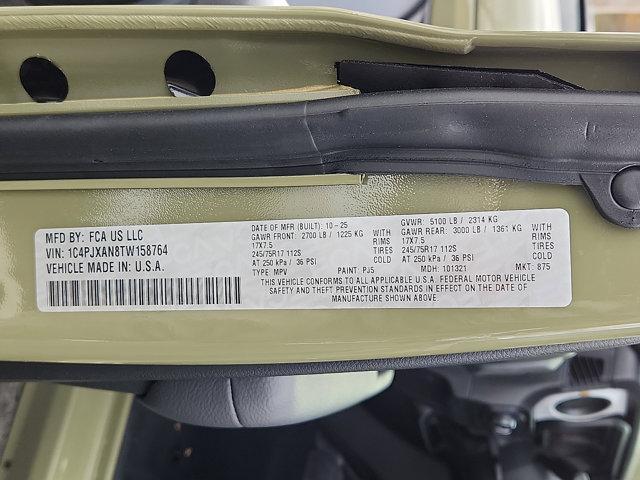 MFD BY: FCA US LLC
VIN: 1C4PJXAN8TW158764
VEHICLE MADE IN U.S.A.
DATE OF MFR (BUILT): 10-25
GAWR FRONT: 2700 LB / 1225 KG WITH
17X7.5 RIMS
245/75R17 112S TIRES
AT 250 kPa / 36 PSI COLD
TYPE: MPV PAINT: PJ5
GVWR: 5100 LB / 2314 KG
GAWR REAR: 3000 LB / 1361 KG WITH
17X7.5 RIMS
245/75R17 112S TIRES
AT 250 kPa / 36 PSI COLD
MDH: 101321 MKT: 875
THIS VEHICLE CONFORMS TO ALL APPLICABLE U.S.A. FEDERAL MOTOR VEHICLE
SAFETY AND THEFT PREVENTION STANDARDS IN EFFECT ON THE DATE OF
MANUFACTURE SHOWN ABOVE.